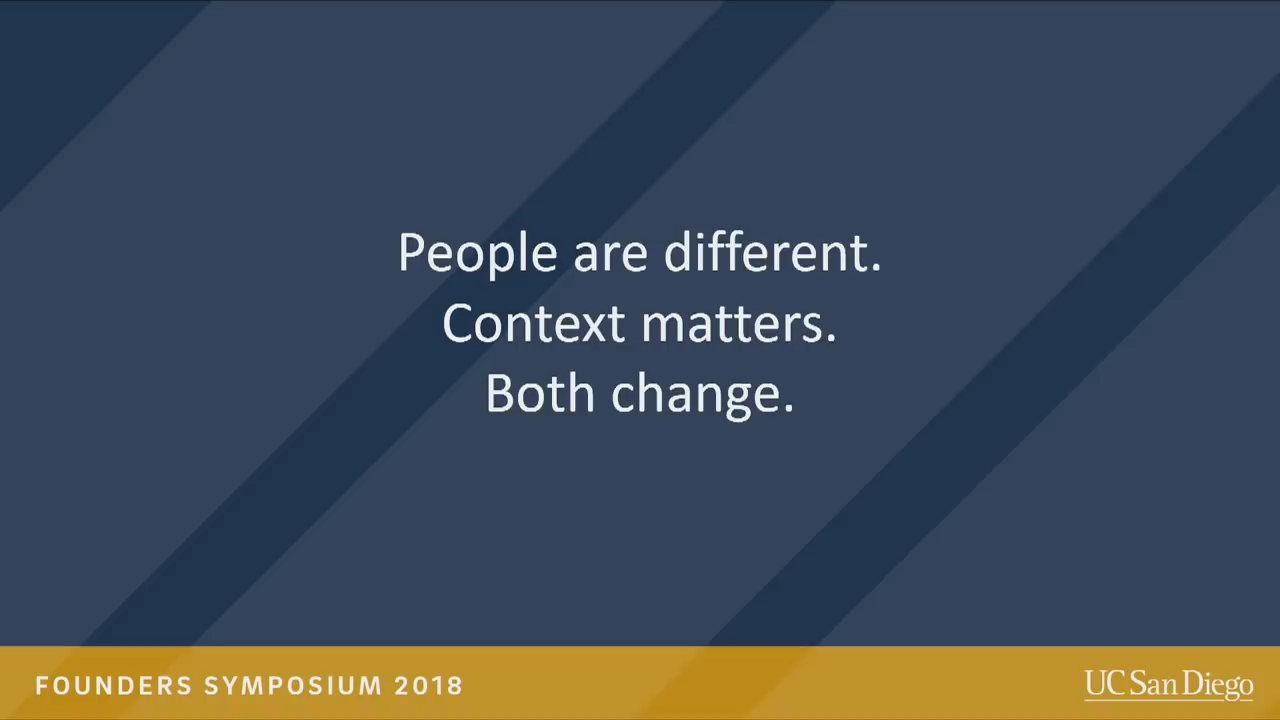 People are different.
Context matters.
Both change.
FOUNDERS SYMPOSIUM 2018
UC San Diego